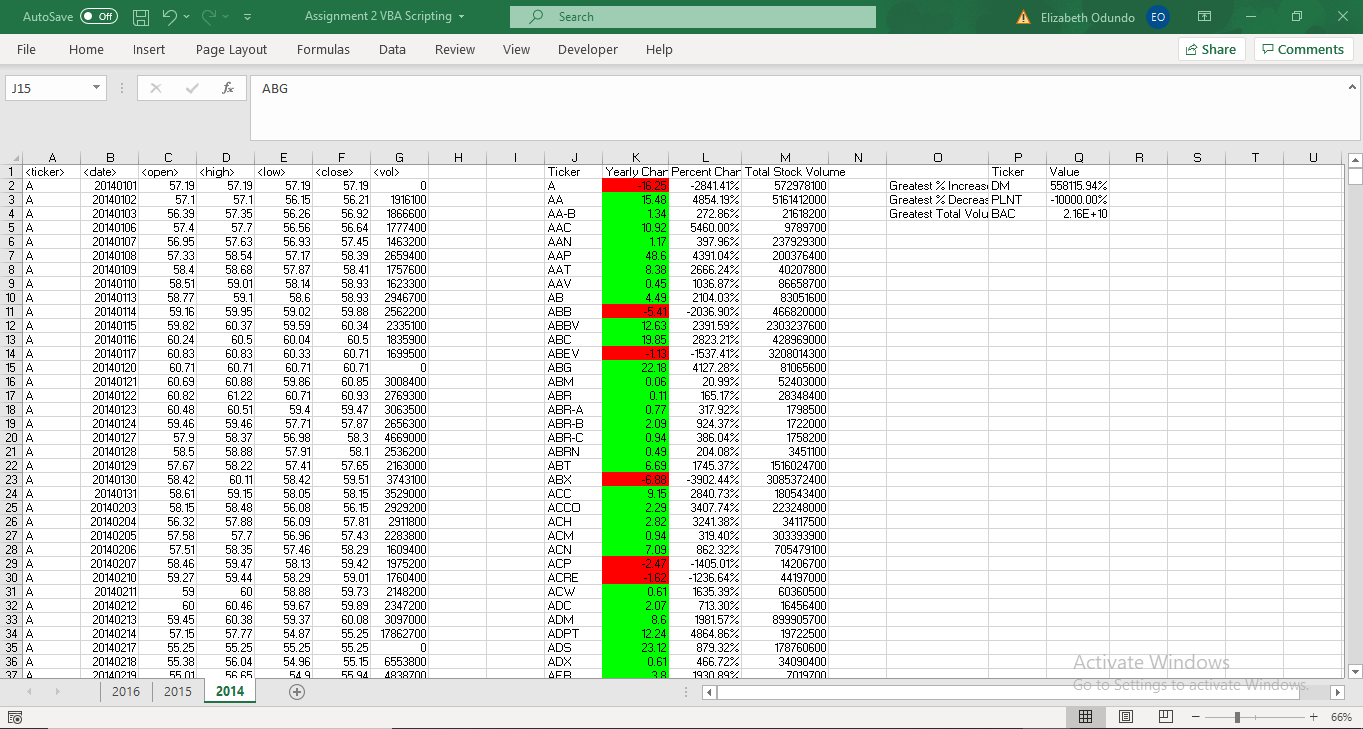 AutoSave Off Assignment 2 VBA Scripting Search Elizabeth Odundo EO
File Home Insert Page Layout Formulas Data Review View Developer Help Share Comments
J15 fx ABG
A B C D E F G H I J K L M N O P Q R S T U
1 <ticker> <date> <open> <high> <low> <close> <vol> Ticker Yearly Chan Percent Chan Total Stock Volume Ticker Value
2 A 20140101 57.19 57.19 57.19 57.19 0 A -16.25 -2841.41% 572978100 Greatest % Increas DM 558115.94%
3 A 20140102 57.1 57.1 56.15 56.21 1916100 AA 15.48 4854.19% 5161412000 Greatest % Decreas PLNT -10000.00%
4 A 20140103 56.39 57.35 56.26 56.92 1866600 AA-B 1.34 272.86% 21618200 Greatest Total Volu BAC 2.16E+10
5 A 20140106 57.4 57.7 56.56 56.64 1777400 AAC 10.92 5460.00% 9789700
6 A 20140107 56.95 57.63 56.93 57.45 1463200 AAN 1.17 397.96% 237929300
7 A 20140108 57.33 58.54 57.17 58.39 2659400 AAP 48.6 4391.04% 200376400
8 A 20140109 58.4 58.68 57.87 58.41 1757600 AAT 8.38 2666.24% 40207800
9 A 20140110 58.51 59.01 58.14 58.93 1623300 AAV 0.45 1036.87% 86658700
10 A 20140113 58.77 59.1 58.6 58.93 2946700 AB 4.49 2104.03% 83051600
11 A 20140114 59.16 59.95 59.02 59.88 2552200 ABB -5.41 -2036.90% 466820000
12 A 20140115 59.82 60.37 59.59 60.34 2335100 ABBV 12.63 2391.59% 2303237600
13 A 20140116 60.24 60.5 60.04 60.5 1835900 ABC 19.85 2823.21% 428969000
14 A 20140117 60.83 60.83 60.33 60.71 1699500 ABEV -1.13 -1537.41% 3208014300
15 A 20140120 60.71 60.71 60.71 60.71 0 ABG 22.18 4127.28% 81065600
16 A 20140121 60.69 60.88 59.86 60.85 3008400 ABM 0.06 20.99% 52403000
17 A 20140122 60.82 61.22 60.71 60.93 2769300 ABR 0.11 165.17% 28348400
18 A 20140123 60.48 60.51 59.4 59.47 3063500 ABR-A 0.77 317.92% 1798500
19 A 20140124 59.46 59.46 57.71 57.87 2656300 ABR-B 2.09 924.37% 1722000
20 A 20140127 57.9 58.37 56.98 58.3 4669000 ABR-C 0.94 386.04% 1758200
21 A 20140128 58.5 58.88 57.91 58.1 2536200 ABRN 0.49 204.08% 3451100
22 A 20140129 57.67 58.22 57.41 57.65 2163000 ABT 6.69 1745.37% 1516024700
23 A 20140130 58.42 60.11 58.42 59.51 3743100 ABX -6.88 -3902.44% 3085372400
24 A 20140131 58.61 59.15 58.05 58.15 3529000 ACC 9.15 2840.73% 180543400
25 A 20140203 58.15 58.48 56.08 56.15 2929200 ACCO 2.29 3407.74% 223248000
26 A 20140204 56.32 57.88 56.09 57.81 2911800 ACH 2.82 3241.38% 34117500
27 A 20140205 57.58 57.7 56.96 57.43 2283800 ACM 0.94 319.40% 303393900
28 A 20140206 57.51 58.35 57.46 58.29 1609400 ACN 7.09 862.32% 705479100
29 A 20140207 58.46 59.47 58.13 59.42 1975200 ACP -2.47 -1405.01% 14206700
30 A 20140210 59.27 59.44 58.29 59.01 1760400 ACRE -1.62 -1236.64% 44197000
31 A 20140211 59 60 58.88 59.73 2148200 ACW 0.61 1635.39% 60360500
32 A 20140212 60 60.46 59.67 59.89 2347200 ADC 2.07 713.30% 16456400
33 A 20140213 59.45 60.38 59.37 60.08 3097000 ADM 8.6 1981.57% 899905700
34 A 20140214 57.15 57.77 54.87 55.25 17862700 ADPT 12.24 4864.86% 19722500
35 A 20140217 55.25 55.25 55.25 55.25 0 ADS 23.12 879.32% 178760600
36 A 20140218 55.38 56.04 54.96 55.15 6553800 ADX 0.61 466.72% 34090400
37 A 20140219 55.01 56.65 54.9 55.94 4838700 AER 3.8 1930.89% 7019700
Activate Windows
Go to Settings to activate Windows.
2016 2015 2014
66%